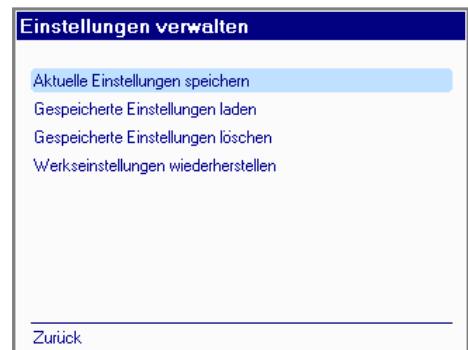 Einstellungen verwalten
Aktuelle Einstellungen speichern
Gespeicherte Einstellungen laden
Gespeicherte Einstellungen löschen
Werkseinstellungen wiederherstellen
Zurück